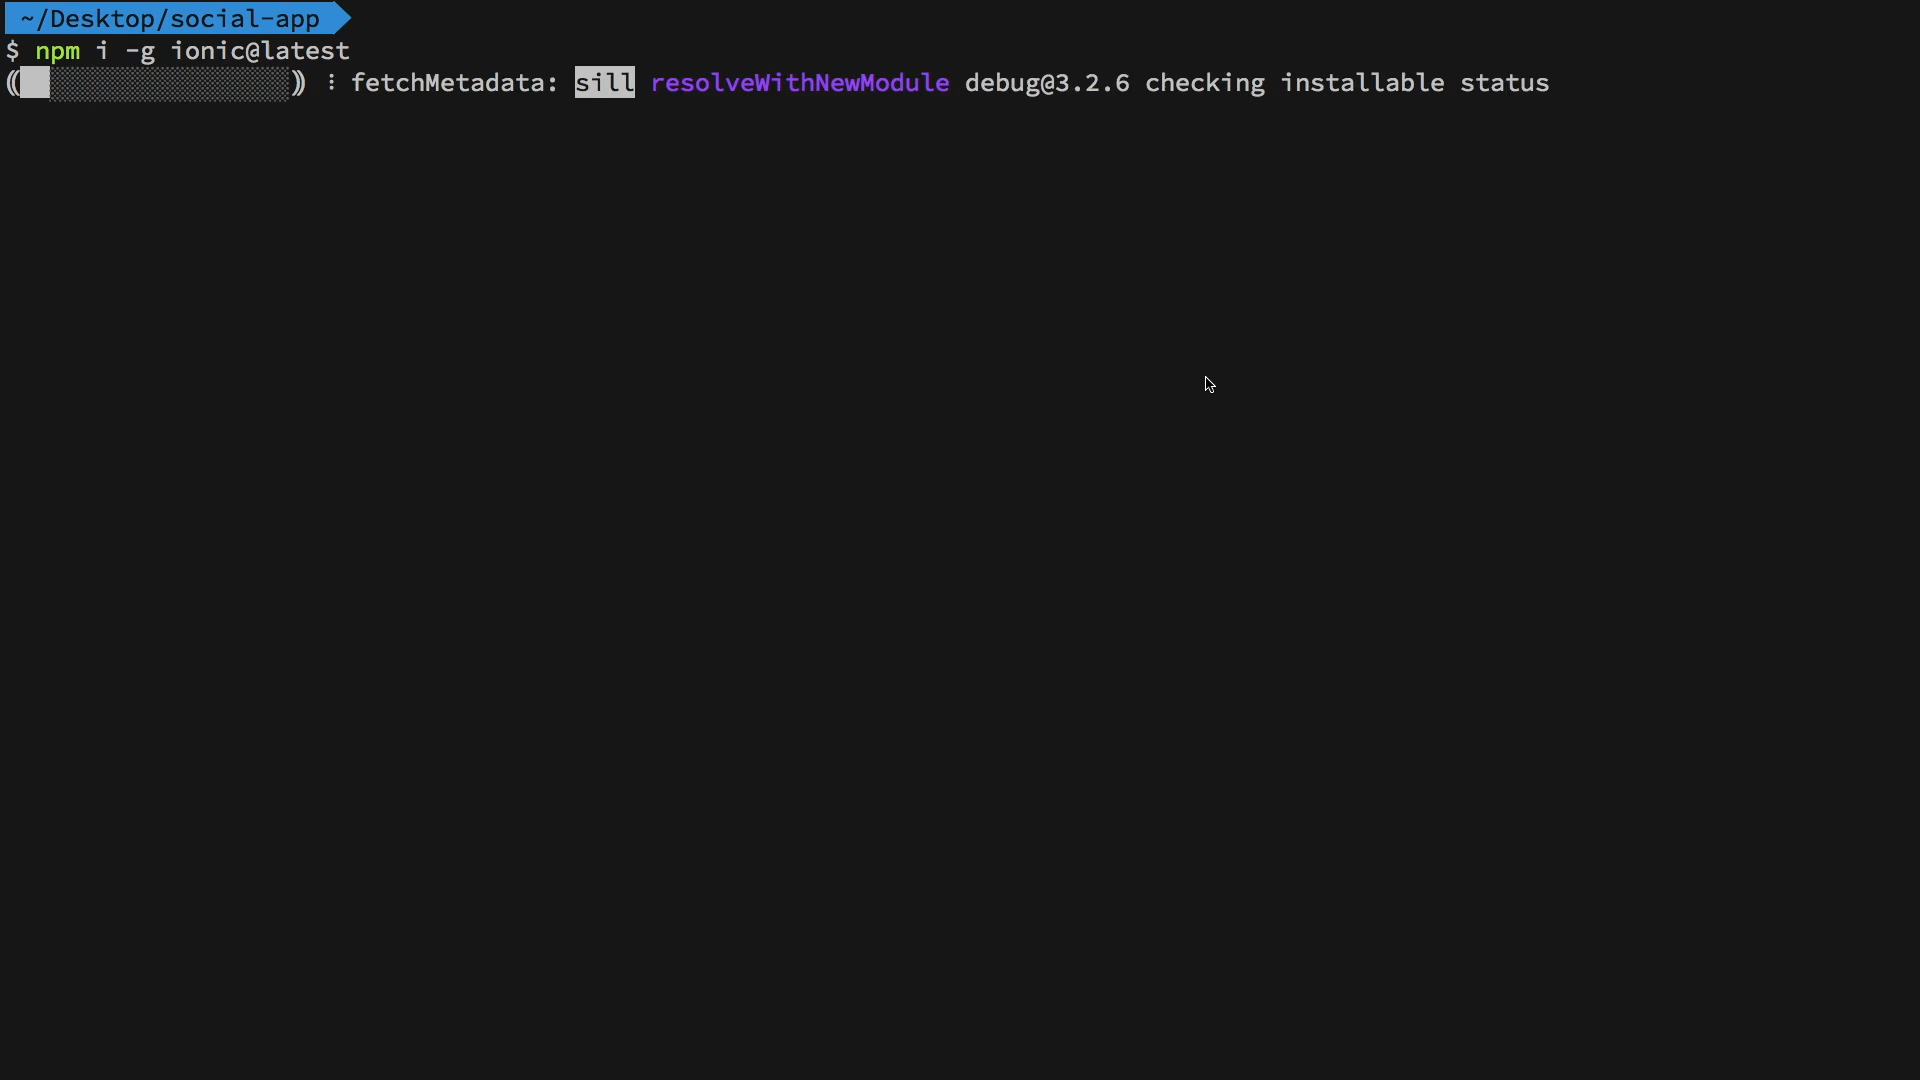 ~/Desktop/social-app
$ npm i -g ionic@latest
⸨░░░░░░░░░░░░░░░░░░⸩ ⠸ fetchMetadata: sill resolveWithNewModule debug@3.2.6 checking installable status